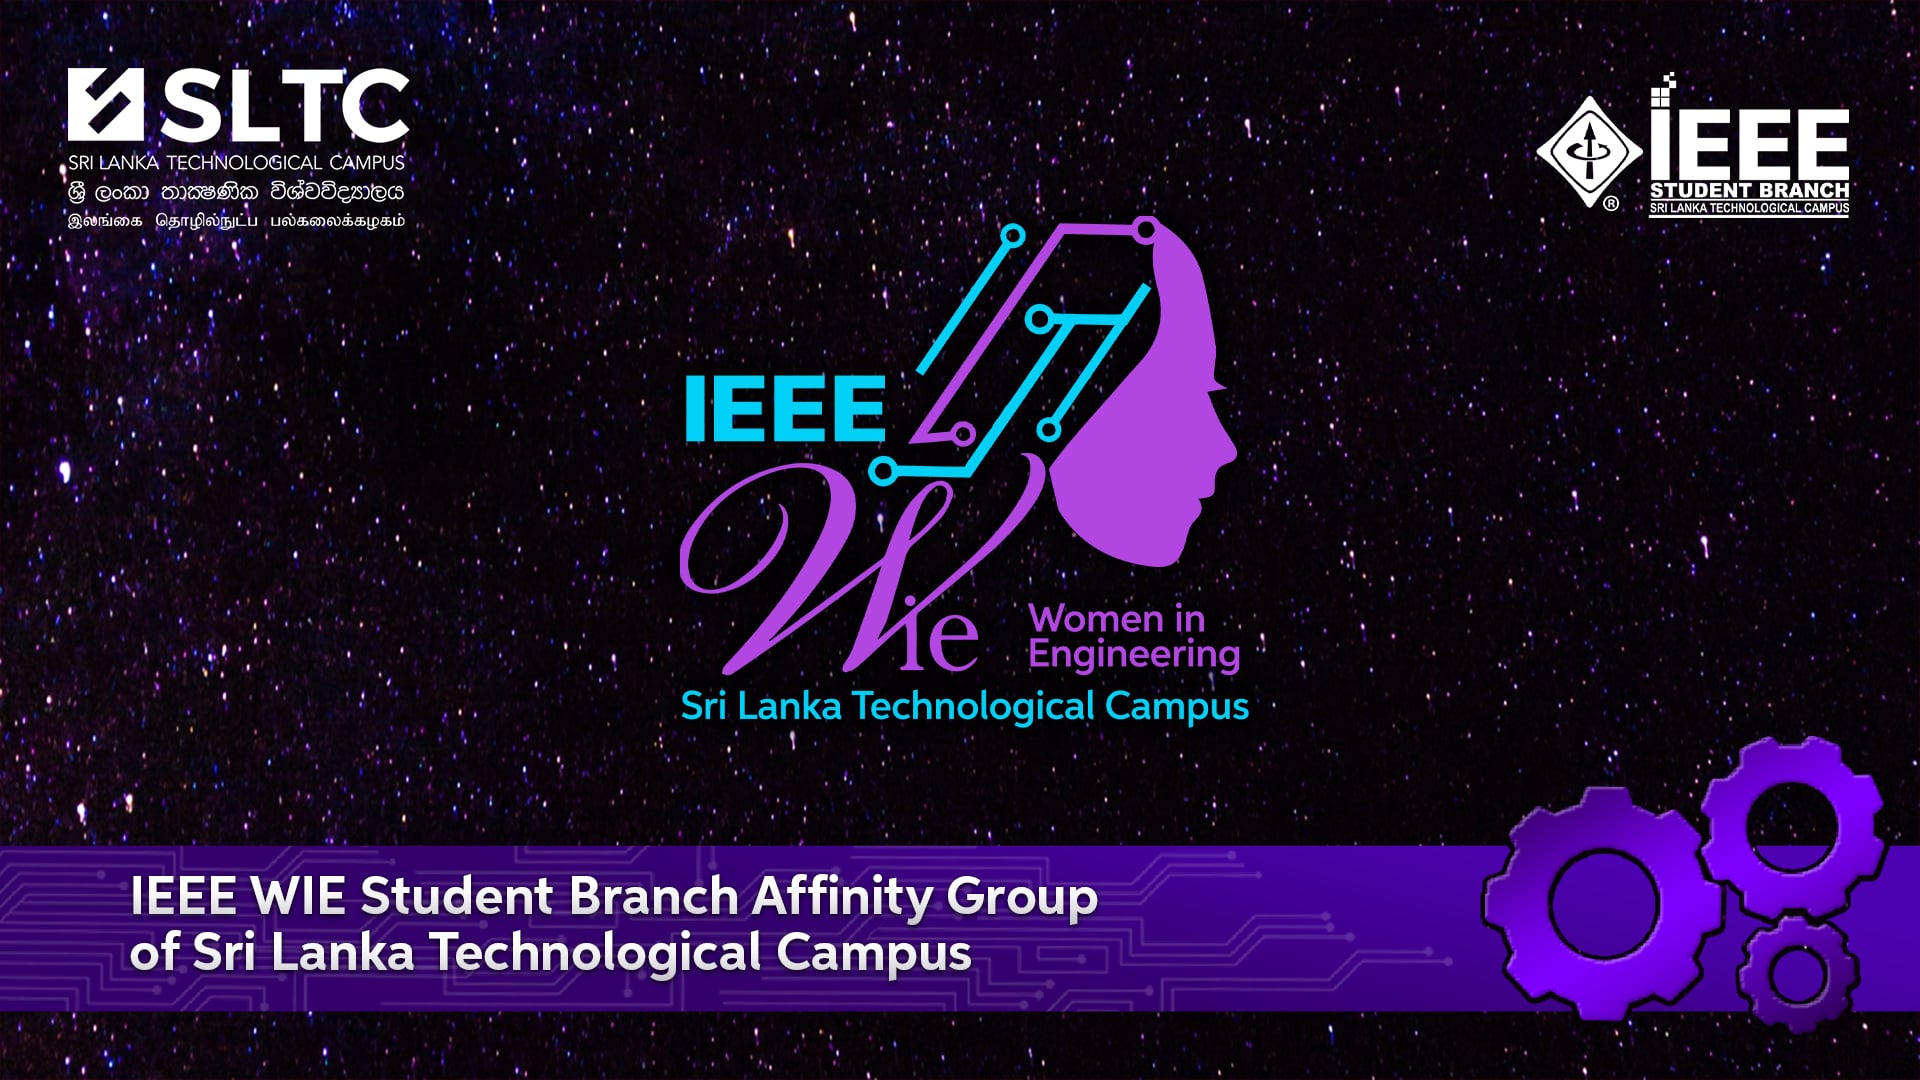 SLTC
SRI LANKA TECHNOLOGICAL CAMPUS
ශ්‍රී ලංකා තාක්ෂණික විශ්වවිද්‍යාලය
இலங்கை தொழில்நுட்ப பல்கலைக்கழகம்
IEEE
STUDENT BRANCH
SRI LANKA TECHNOLOGICAL CAMPUS
®
IEEE
Wie
Women in
Engineering
Sri Lanka Technological Campus
IEEE WIE Student Branch Affinity Group
of Sri Lanka Technological Campus